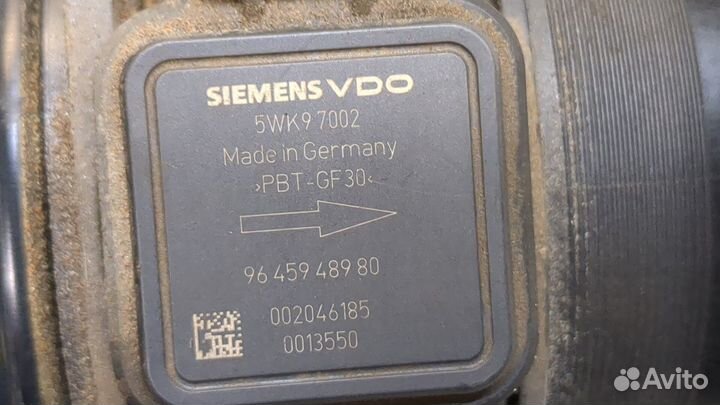 SIEMENS VDO
5WK9 7002
Made in Germany
›PBT-GF30‹
96 459 489 80
002046185
0013550
Avito